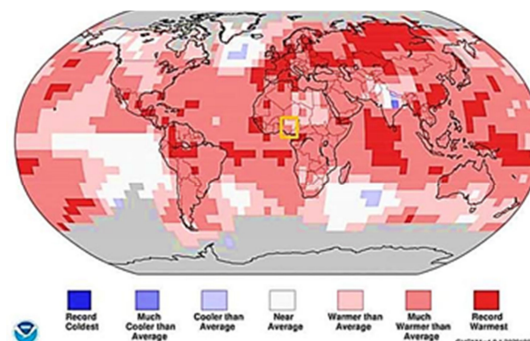 Record
Coldest
Much
Cooler than
Average
Cooler than
Average
Near
Average
Warmer than
Average
Much
Warmer than
Average
Record
Warmest